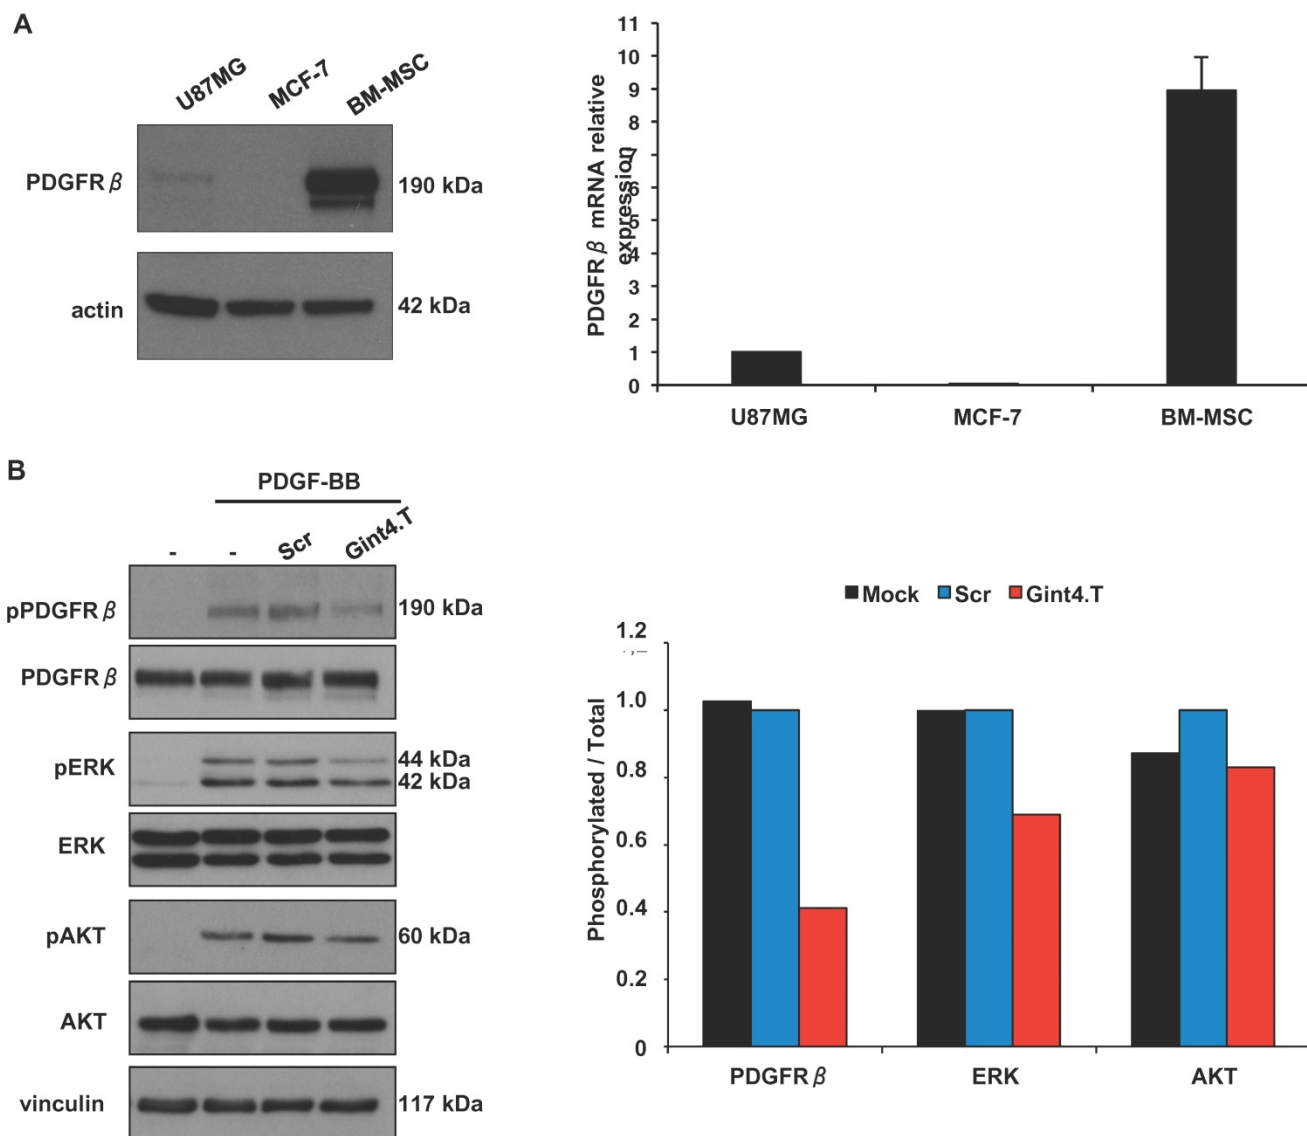 A
U87MG
MCF-7
BM-MSC
PDGFR β
190 kDa
actin
42 kDa
PDGFR β mRNA relative
expression
11
10
9
8
7
6
5
4
3
2
1
0
U87MG
MCF-7
BM-MSC
B
PDGF-BB
-
-
Scr
Gint4.T
pPDGFR β
190 kDa
PDGFR β
pERK
44 kDa
42 kDa
ERK
pAKT
60 kDa
AKT
vinculin
117 kDa
Mock
Scr
Gint4.T
Phosphorylated / Total
1.2
1.0
0.8
0.6
0.4
0.2
0
PDGFR β
ERK
AKT